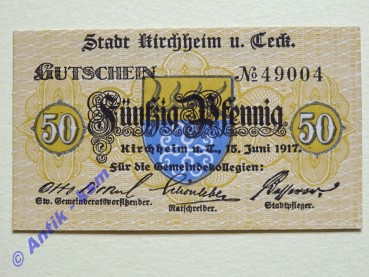 Stadt Kirchheim u. Teck.
GUTSCHEIN № 49004
50 Fünfzig Pfennig 50
Kirchheim u. T., 15. Juni 1917.
Für die Gemeindekollegien:
Otto
Stv. Gemeinderatsvorsitzender. Ratschreiber. Stadtpfleger.
Antik .com